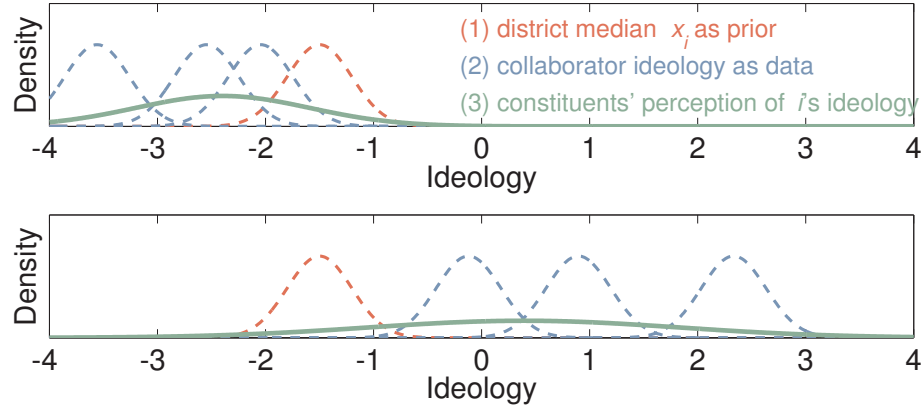 (1) district median x_i as prior
(2) collaborator ideology as data
(3) constituents' perception of i's ideology
Density
-4 -3 -2 -1 0 1 2 3 4
Ideology
Density
-4 -3 -2 -1 0 1 2 3 4
Ideology